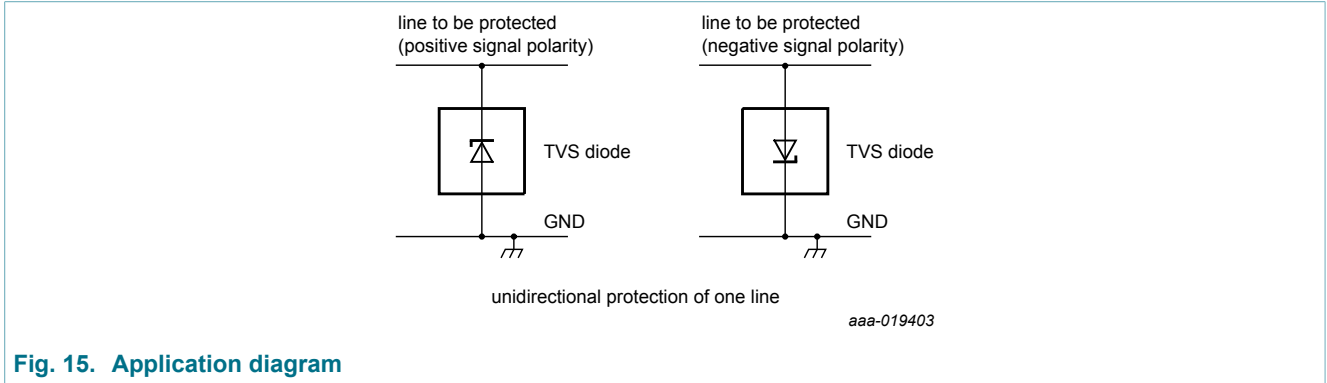 line to be protected
(positive signal polarity)
TVS diode
GND
line to be protected
(negative signal polarity)
TVS diode
GND
unidirectional protection of one line
aaa-019403
Fig. 15. Application diagram